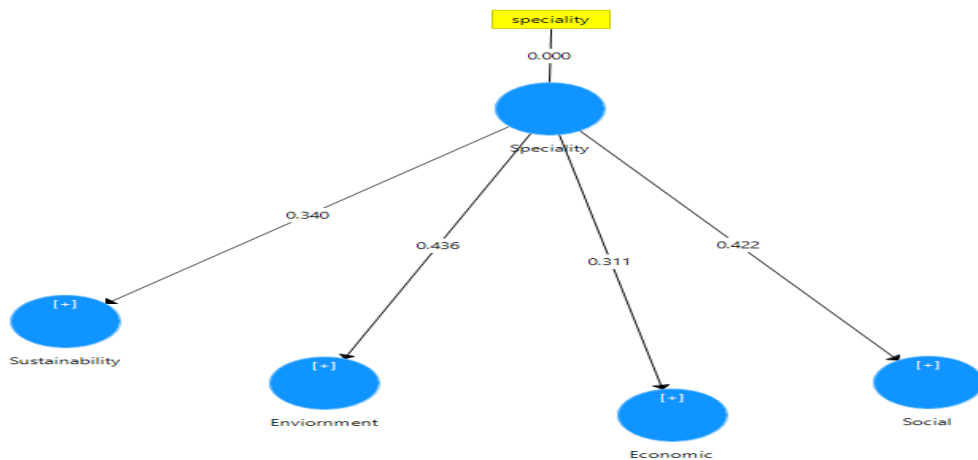 speciality
0.000
Speciality
0.340
0.436
0.311
0.422
[+]
Sustainability
[+]
Enviornment
[+]
Economic
[+]
Social